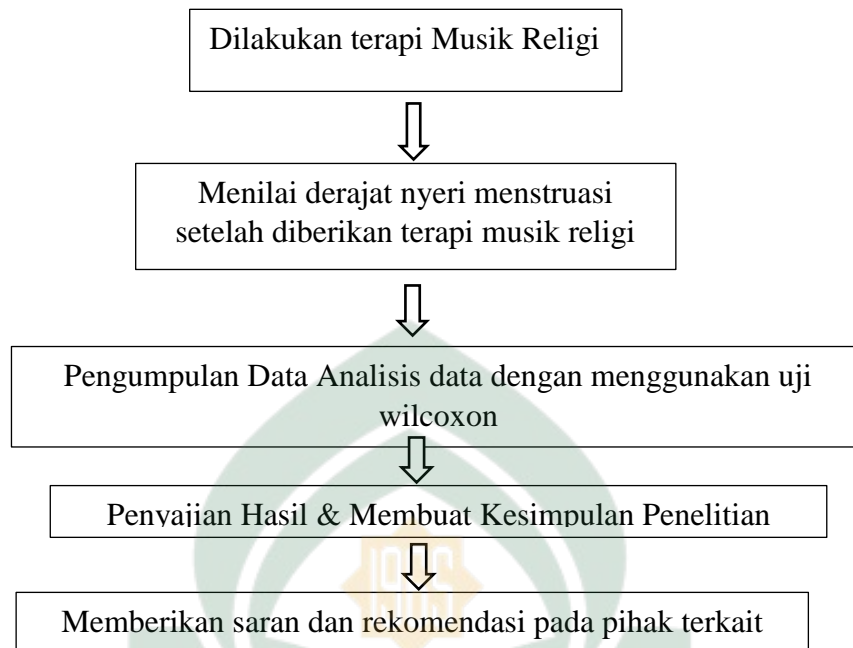 Dilakukan terapi Musik Religi
Menilai derajat nyeri menstruasi
setelah diberikan terapi musik religi
Pengumpulan Data Analisis data dengan menggunakan uji
wilcoxon
Penyajian Hasil & Membuat Kesimpulan Penelitian
Memberikan saran dan rekomendasi pada pihak terkait